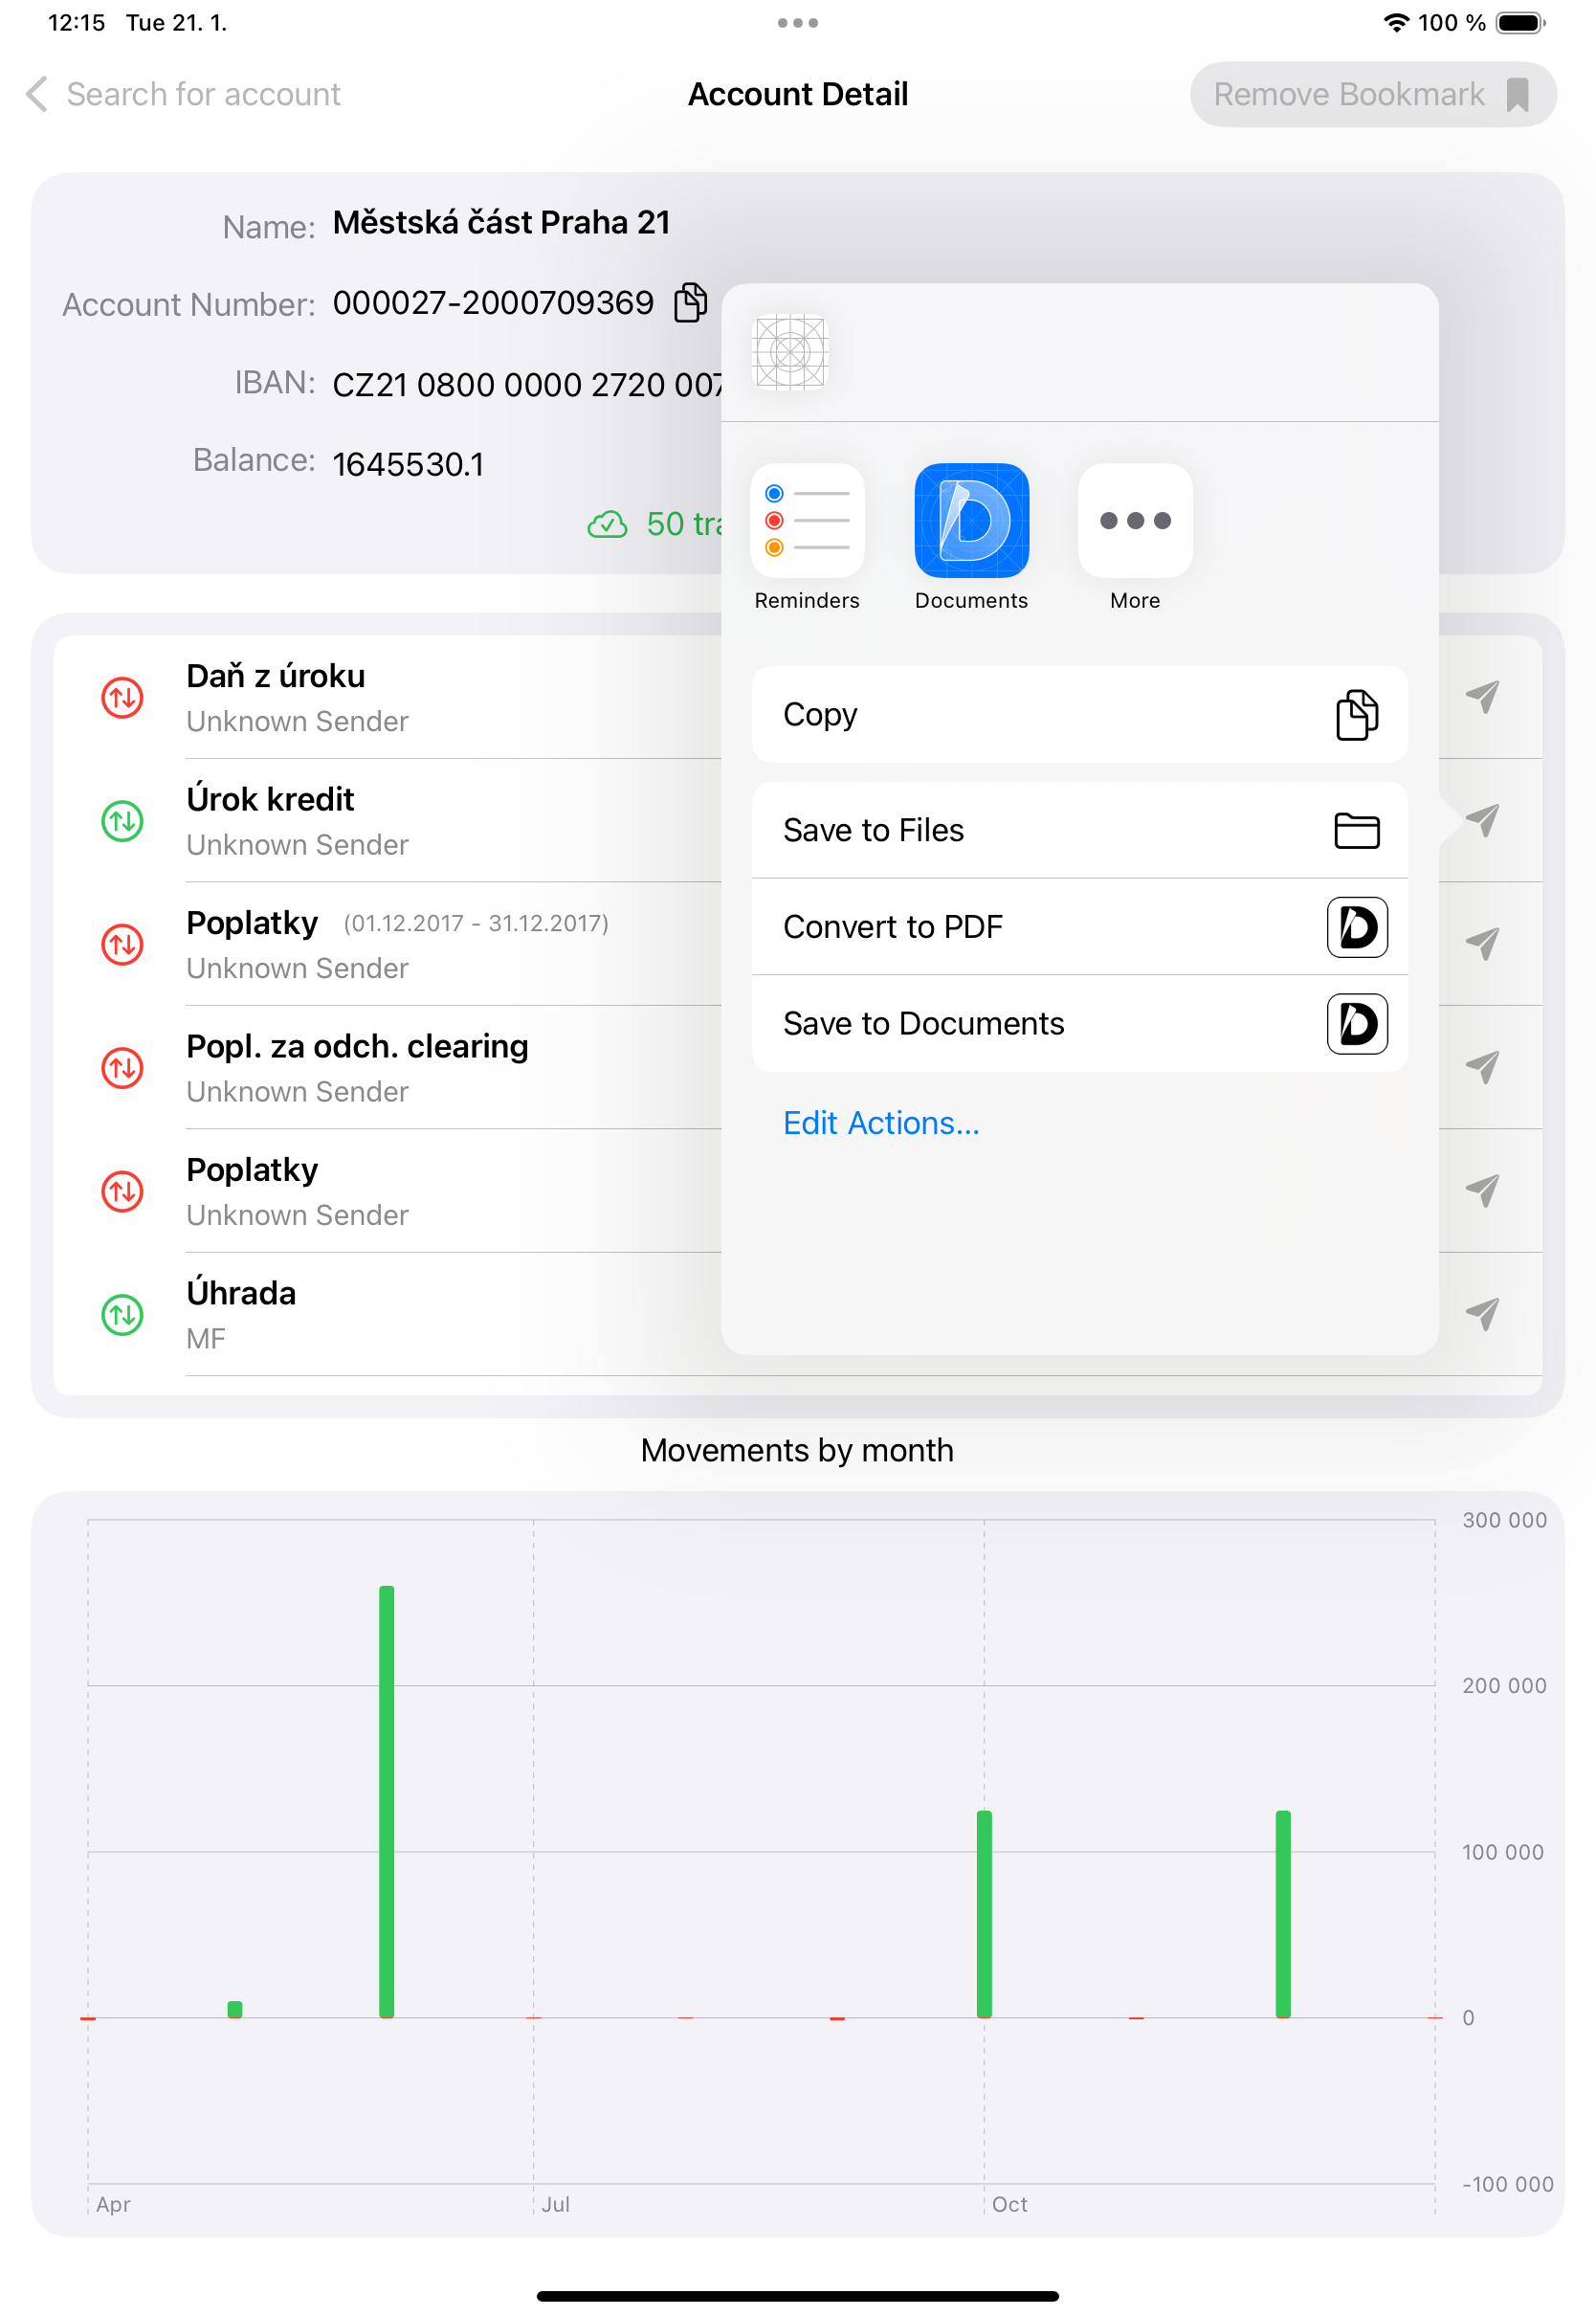 12:15 Tue 21. 1.
100 %
Search for account
Account Detail
Remove Bookmark
Name: Městská část Praha 21
Account Number: 000027-2000709369
IBAN: CZ21 0800 0000 2720 007
Balance: 1645530.1
50
Reminders
Documents
More
Copy
Save to Files
Convert to PDF
Save to Documents
Edit Actions...
Daň z úroku
Unknown Sender
Úrok kredit
Unknown Sender
Poplatky (01.12.2017 - 31.12.2017)
Unknown Sender
Popl. za odch. clearing
Unknown Sender
Poplatky
Unknown Sender
Úhrada
MF
Movements by month
300 000
200 000
100 000
0
-100 000
Apr
Jul
Oct